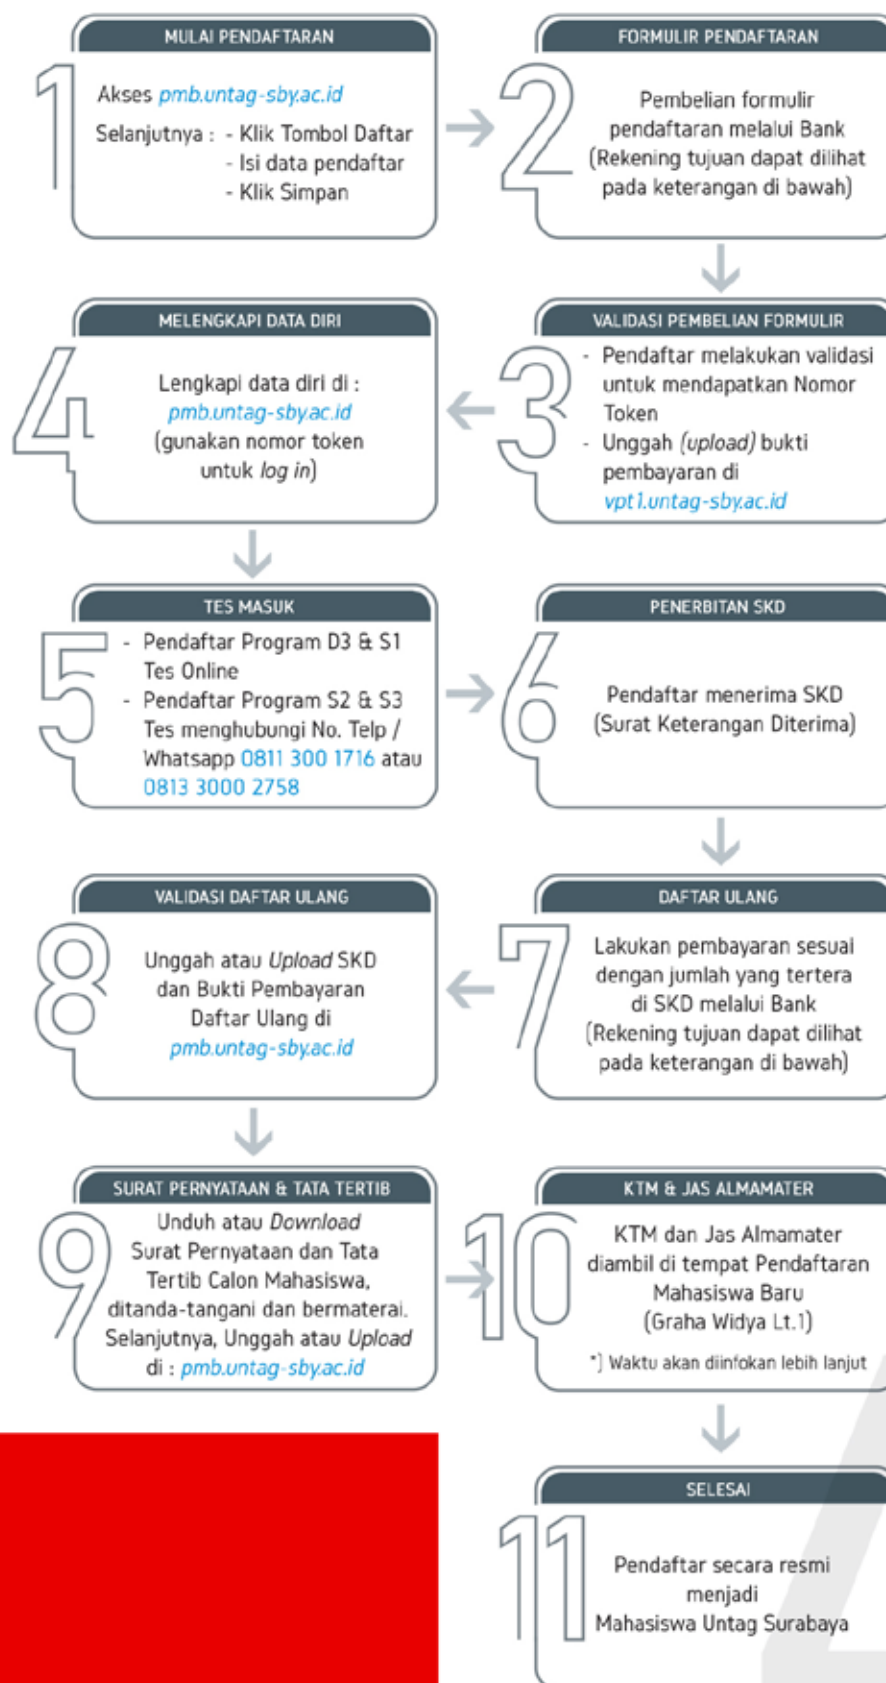 MULAI PENDAFTARAN
1
Akses pmb.untag-sby.ac.id
Selanjutnya : - Klik Tombol Daftar
- Isi data pendaftar
- Klik Simpan
FORMULIR PENDAFTARAN
2
Pembelian formulir
pendaftaran melalui Bank
(Rekening tujuan dapat dilihat
pada keterangan di bawah)
VALIDASI PEMBELIAN FORMULIR
3
- Pendaftar melakukan validasi
untuk mendapatkan Nomor
Token
- Unggah (upload) bukti
pembayaran di
vpt1.untag-sby.ac.id
MELENGKAPI DATA DIRI
4
Lengkapi data diri di :
pmb.untag-sby.ac.id
(gunakan nomor token
untuk log in)
TES MASUK
5
- Pendaftar Program D3 & S1
Tes Online
- Pendaftar Program S2 & S3
Tes menghubungi No. Telp /
Whatsapp 0811 300 1716 atau
0813 3000 2758
PENERBITAN SKD
6
Pendaftar menerima SKD
(Surat Keterangan Diterima)
DAFTAR ULANG
7
Lakukan pembayaran sesuai
dengan jumlah yang tertera
di SKD melalui Bank
(Rekening tujuan dapat dilihat
pada keterangan di bawah)
VALIDASI DAFTAR ULANG
8
Unggah atau Upload SKD
dan Bukti Pembayaran
Daftar Ulang di
pmb.untag-sby.ac.id
SURAT PERNYATAAN & TATA TERTIB
9
Unduh atau Download
Surat Pernyataan dan Tata
Tertib Calon Mahasiswa,
ditanda-tangani dan bermaterai.
Selanjutnya, Unggah atau Upload
di : pmb.untag-sby.ac.id
KTM & JAS ALMAMATER
10
KTM dan Jas Almamater
diambil di tempat Pendaftaran
Mahasiswa Baru
(Graha Widya Lt.1)
*) Waktu akan diinfokan lebih lanjut
SELESAI
11
Pendaftar secara resmi
menjadi
Mahasiswa Untag Surabaya